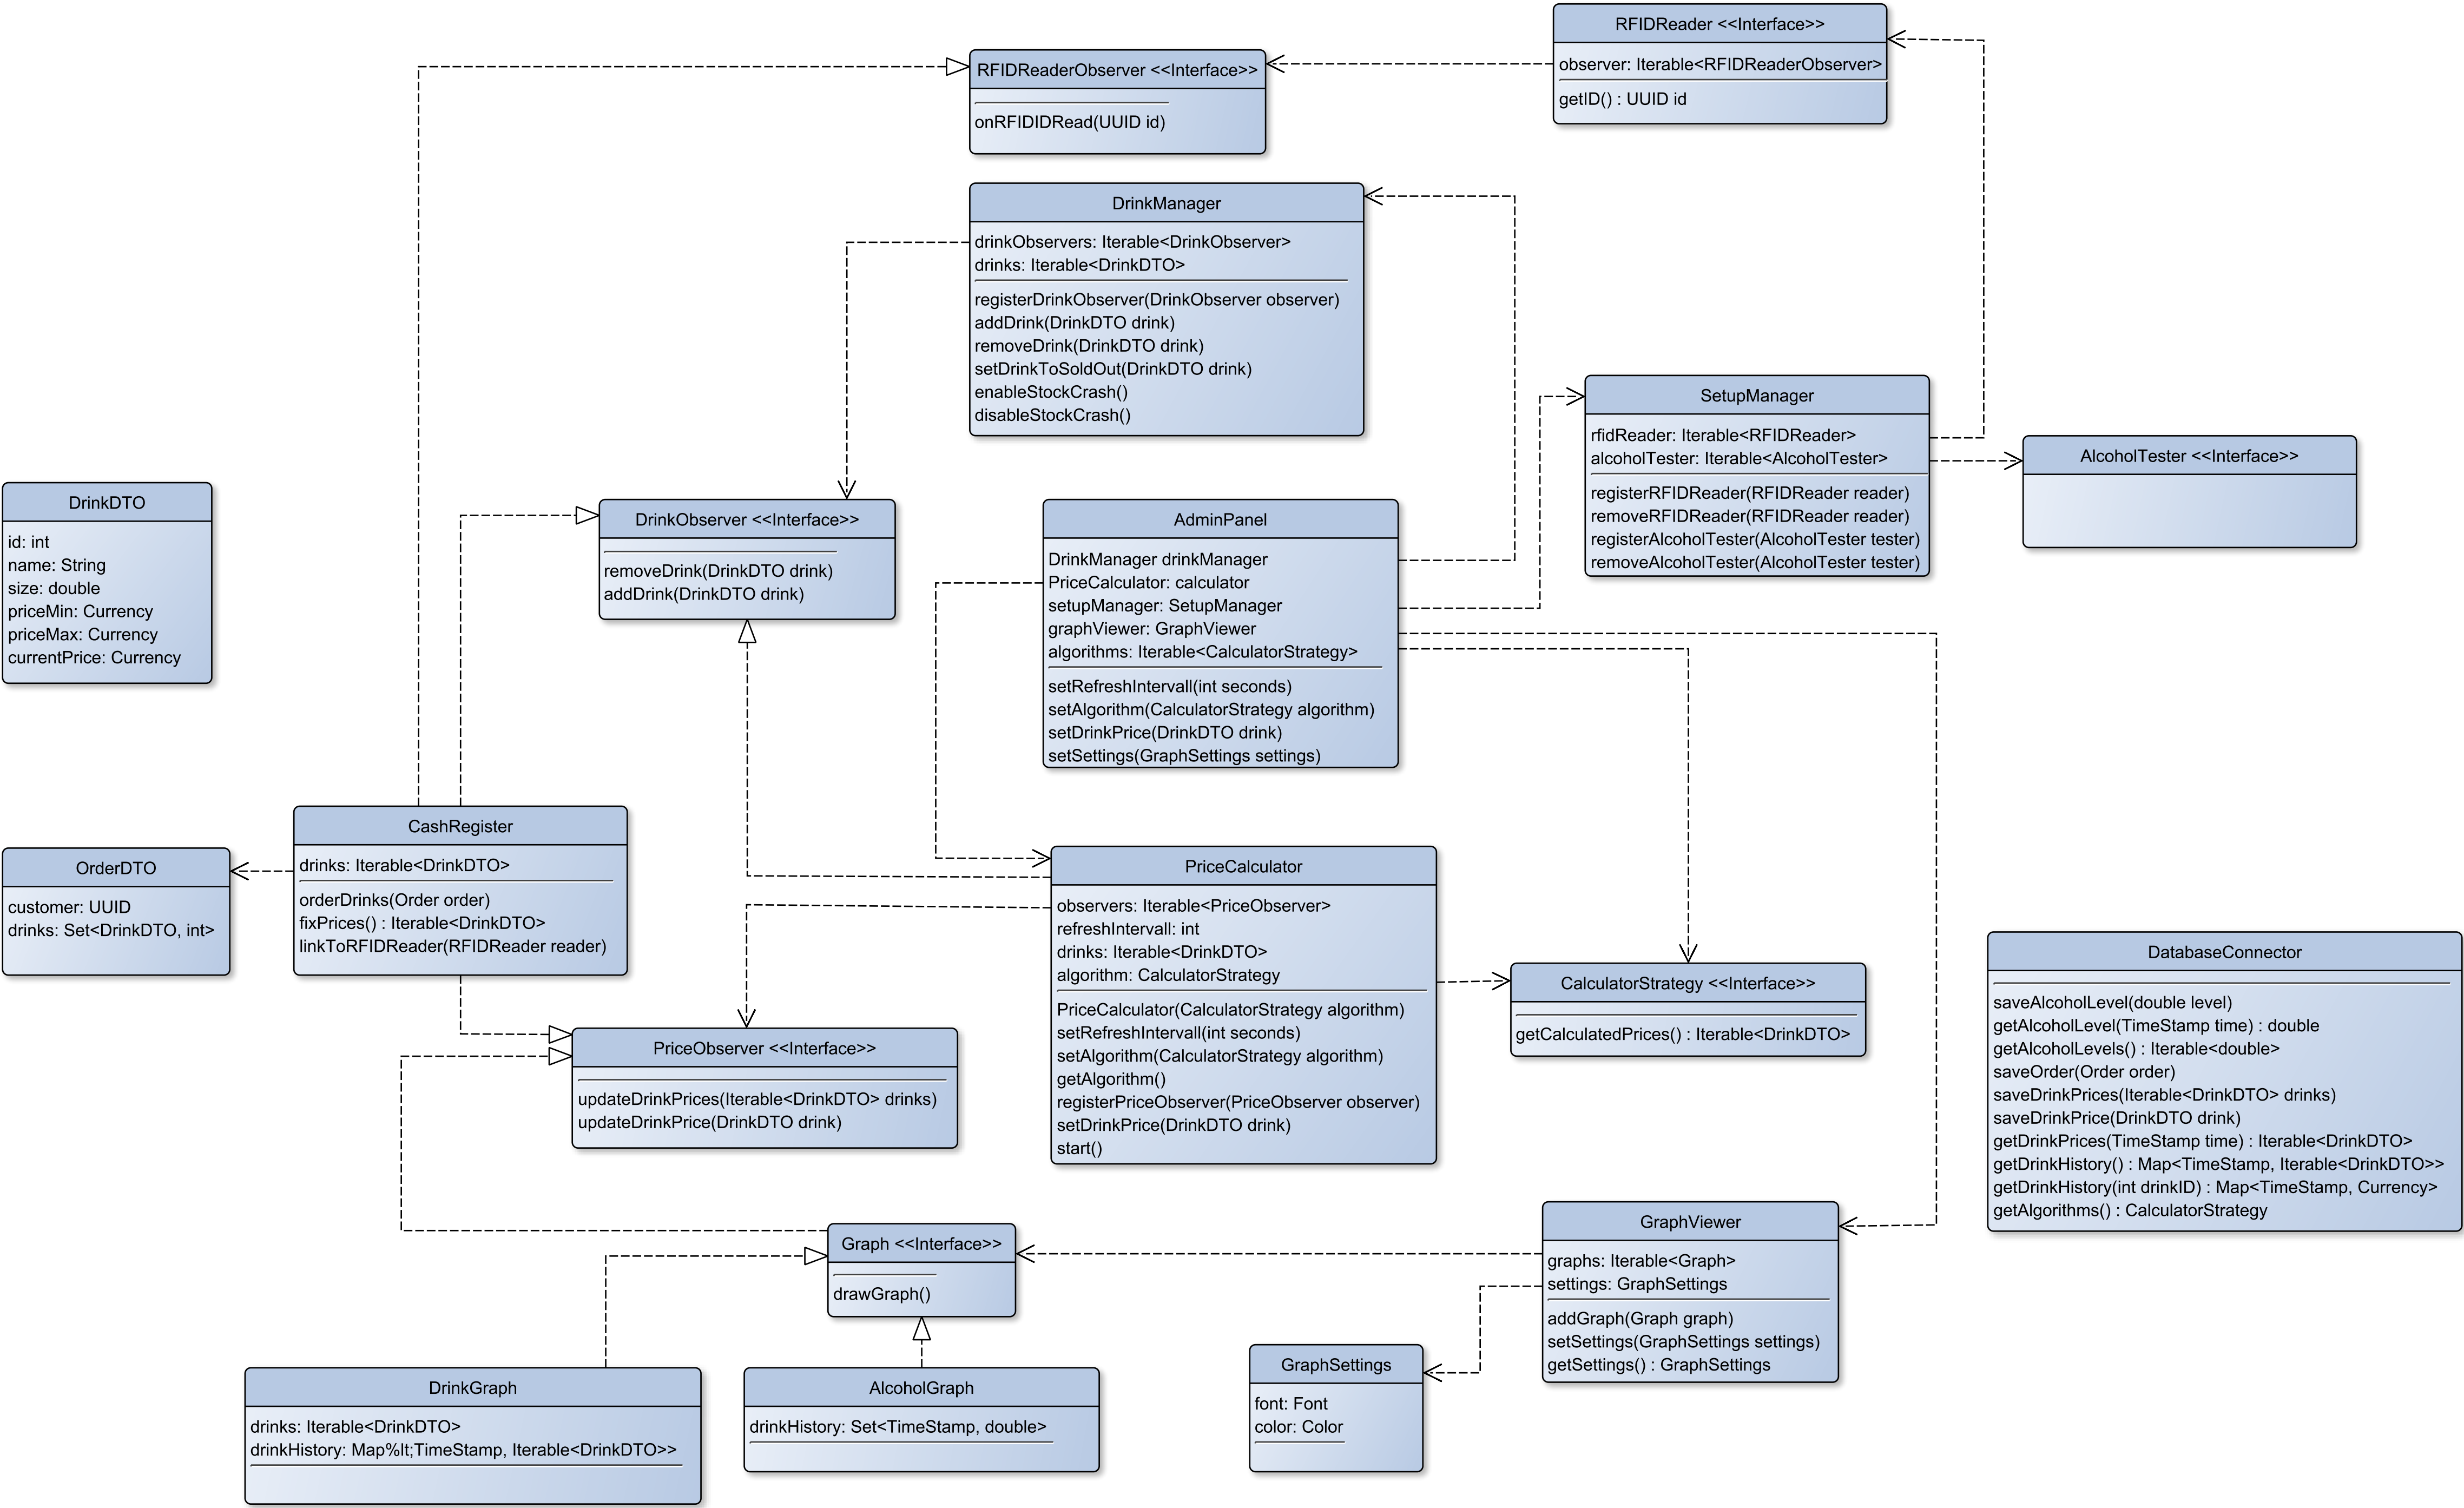 RFIDReader <<Interface>>
observer: Iterable<RFIDReaderObserver>
getID() : UUID id
RFIDReaderObserver <<Interface>>
onRFIDIDRead(UUID id)
DrinkManager
drinkObservers: Iterable<DrinkObserver>
drinks: Iterable<DrinkDTO>
registerDrinkObserver(DrinkObserver observer)
addDrink(DrinkDTO drink)
removeDrink(DrinkDTO drink)
setDrinkToSoldOut(DrinkDTO drink)
enableStockCrash()
disableStockCrash()
SetupManager
rfidReader: Iterable<RFIDReader>
alcoholTester: Iterable<AlcoholTester>
registerRFIDReader(RFIDReader reader)
removeRFIDReader(RFIDReader reader)
registerAlcoholTester(AlcoholTester tester)
removeAlcoholTester(AlcoholTester tester)
AlcoholTester <<Interface>>
DrinkDTO
id: int
name: String
size: double
priceMin: Currency
priceMax: Currency
currentPrice: Currency
DrinkObserver <<Interface>>
removeDrink(DrinkDTO drink)
addDrink(DrinkDTO drink)
AdminPanel
DrinkManager drinkManager
PriceCalculator: calculator
setupManager: SetupManager
graphViewer: GraphViewer
algorithms: Iterable<CalculatorStrategy>
setRefreshIntervall(int seconds)
setAlgorithm(CalculatorStrategy algorithm)
setDrinkPrice(DrinkDTO drink)
setSettings(GraphSettings settings)
OrderDTO
customer: UUID
drinks: Set<DrinkDTO, int>
CashRegister
drinks: Iterable<DrinkDTO>
orderDrinks(Order order)
fixPrices() : Iterable<DrinkDTO>
linkToRFIDReader(RFIDReader reader)
PriceCalculator
observers: Iterable<PriceObserver>
refreshIntervall: int
drinks: Iterable<DrinkDTO>
algorithm: CalculatorStrategy
PriceCalculator(CalculatorStrategy algorithm)
setRefreshIntervall(int seconds)
setAlgorithm(CalculatorStrategy algorithm)
getAlgorithm()
registerPriceObserver(PriceObserver observer)
setDrinkPrice(DrinkDTO drink)
start()
CalculatorStrategy <<Interface>>
getCalculatedPrices() : Iterable<DrinkDTO>
DatabaseConnector
saveAlcoholLevel(double level)
getAlcoholLevel(TimeStamp time) : double
getAlcoholLevels() : Iterable<double>
saveOrder(Order order)
saveDrinkPrices(Iterable<DrinkDTO> drinks)
saveDrinkPrice(DrinkDTO drink)
getDrinkPrices(TimeStamp time) : Iterable<DrinkDTO>
getDrinkHistory() : Map<TimeStamp, Iterable<DrinkDTO>>
getDrinkHistory(int drinkID) : Map<TimeStamp, Currency>
getAlgorithms() : CalculatorStrategy
PriceObserver <<Interface>>
updateDrinkPrices(Iterable<DrinkDTO> drinks)
updateDrinkPrice(DrinkDTO drink)
Graph <<Interface>>
drawGraph()
GraphViewer
graphs: Iterable<Graph>
settings: GraphSettings
addGraph(Graph graph)
setSettings(GraphSettings settings)
getSettings() : GraphSettings
GraphSettings
font: Font
color: Color
DrinkGraph
drinks: Iterable<DrinkDTO>
drinkHistory: Map%lt;TimeStamp, Iterable<DrinkDTO>>
AlcoholGraph
drinkHistory: Set<TimeStamp, double>